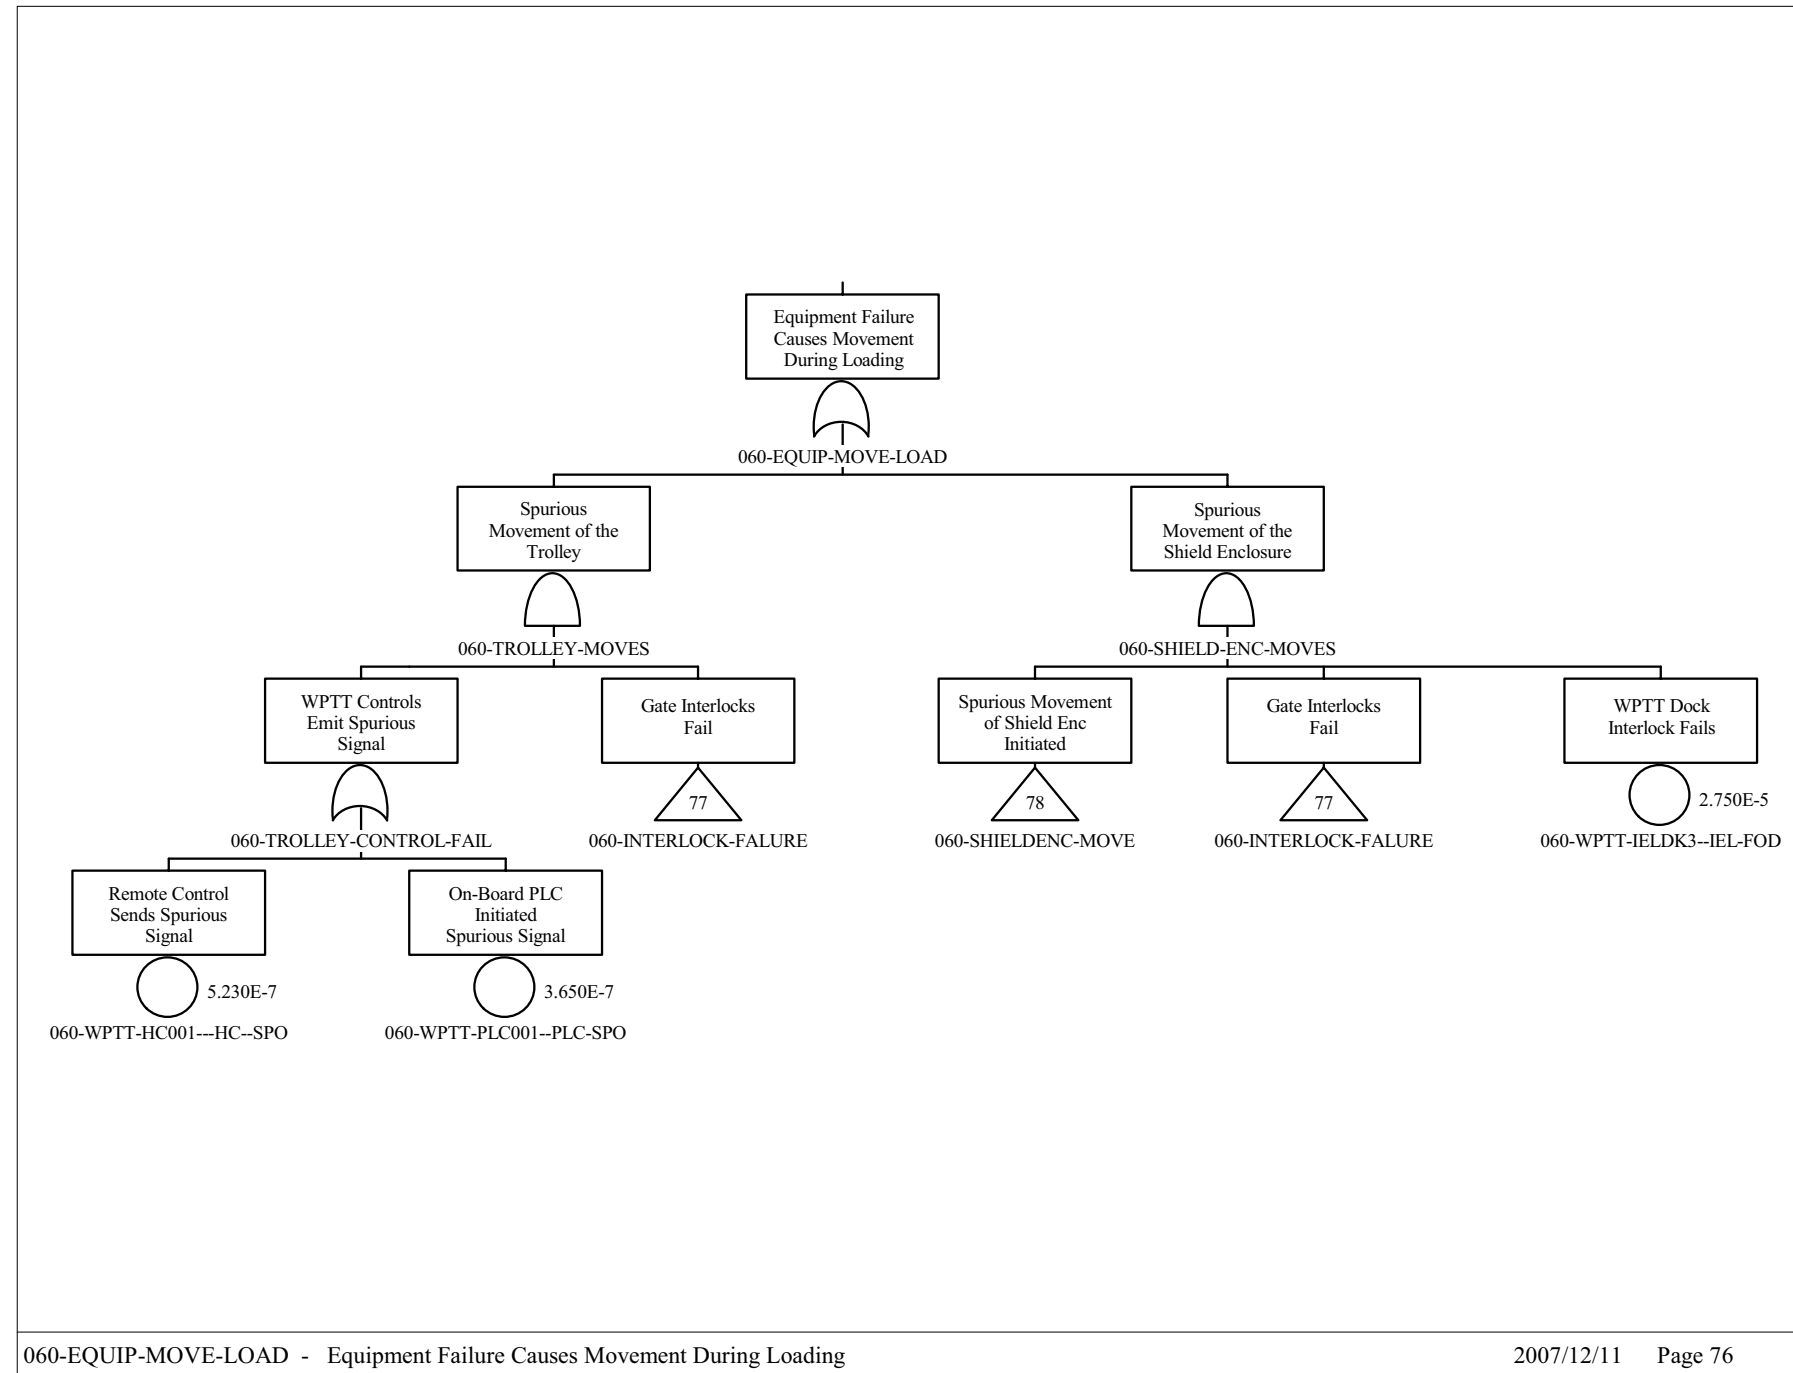 Equipment Failure
Causes Movement
During Loading
060-EQUIP-MOVE-LOAD
Spurious
Movement of the
Trolley
060-TROLLEY-MOVES
Spurious
Movement of the
Shield Enclosure
060-SHIELD-ENC-MOVES
WPTT Controls
Emit Spurious
Signal
060-TROLLEY-CONTROL-FAIL
Gate Interlocks
Fail
77
060-INTERLOCK-FALURE
Spurious Movement
of Shield Enc
Initiated
78
060-SHIELDENC-MOVE
Gate Interlocks
Fail
77
060-INTERLOCK-FALURE
WPTT Dock
Interlock Fails
2.750E-5
060-WPTT-IELDK3--IEL-FOD
Remote Control
Sends Spurious
Signal
5.230E-7
060-WPTT-HC001---HC--SPO
On-Board PLC
Initiated
Spurious Signal
3.650E-7
060-WPTT-PLC001--PLC-SPO
060-EQUIP-MOVE-LOAD - Equipment Failure Causes Movement During Loading
2007/12/11 Page 76